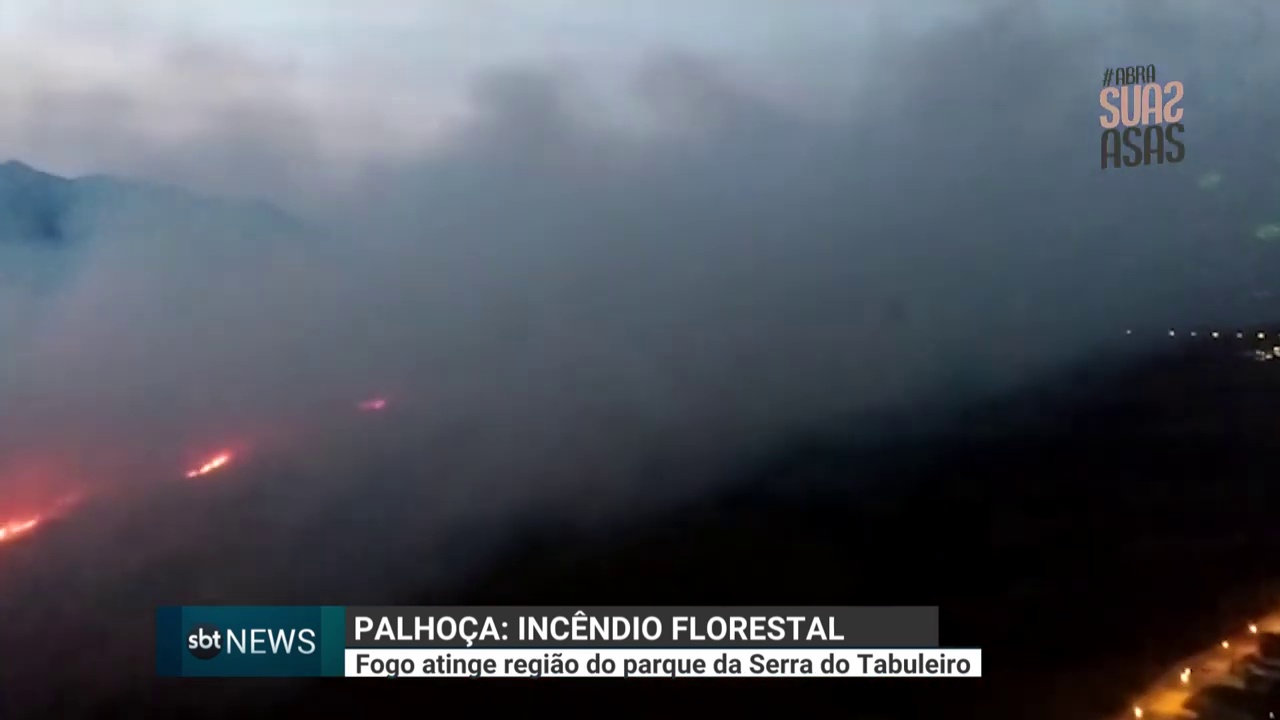 #ABRA
SUAS
ASAS
sbt NEWS
PALHOÇA: INCÊNDIO FLORESTAL
Fogo atinge região do parque da Serra do Tabuleiro